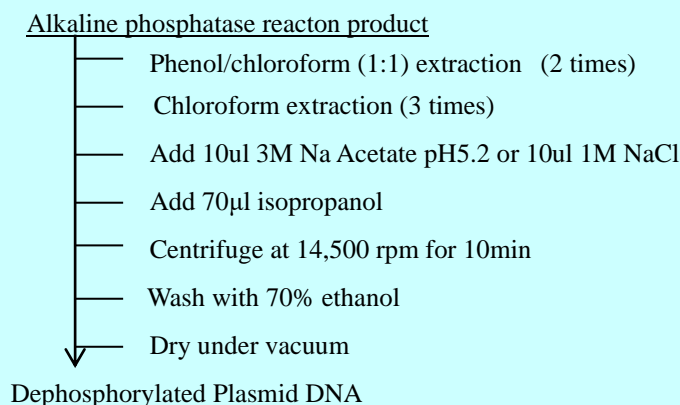 Alkaline phosphatase reacton product
Phenol/chloroform (1:1) extraction (2 times)
Chloroform extraction (3 times)
Add 10ul 3M Na Acetate pH5.2 or 10ul 1M NaCl
Add 70μl isopropanol
Centrifuge at 14,500 rpm for 10min
Wash with 70% ethanol
Dry under vacuum
Dephosphorylated Plasmid DNA